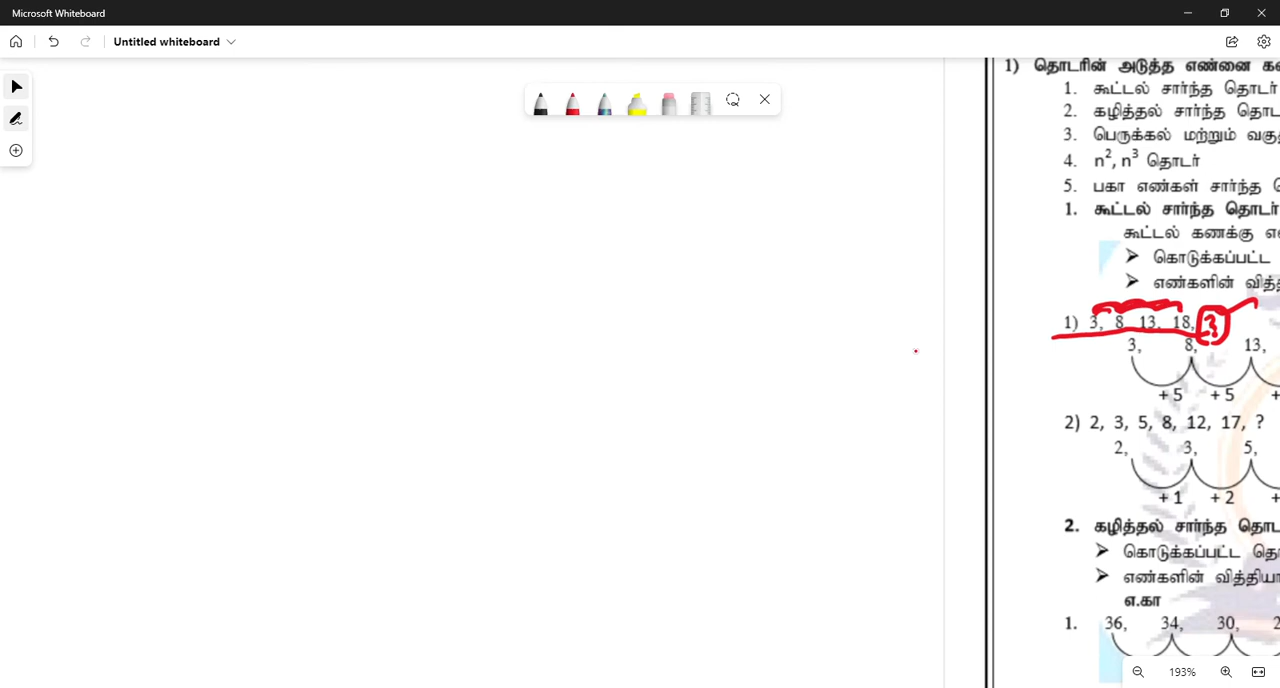 Microsoft Whiteboard
Untitled whiteboard
1) தொடரின் அடுத்த எண்னை
1. கூட்டல் சார்ந்த தொடர்
2. கழித்தல் சார்ந்த
3. பெருக்கல் மற்றும்
4. n², n³ தொடர்
5. பகா எண்கள் சார்ந்த
1. கூட்டல் சார்ந்த தொடர்
கூட்டல் கணக்கு
➢ கொடுக்கப்பட்ட
➢ எண்களின்
1) 3, 8, 13, 18,
3, 8, 13,
+ 5 + 5 +
2) 2, 3, 5, 8, 12, 17, ?
2, 3, 5,
+ 1 + 2 +
2. கழித்தல் சார்ந்த
➢ கொடுக்கப்பட்ட
➢ எண்களின்
எ.கா
1. 36, 34, 30,
193%